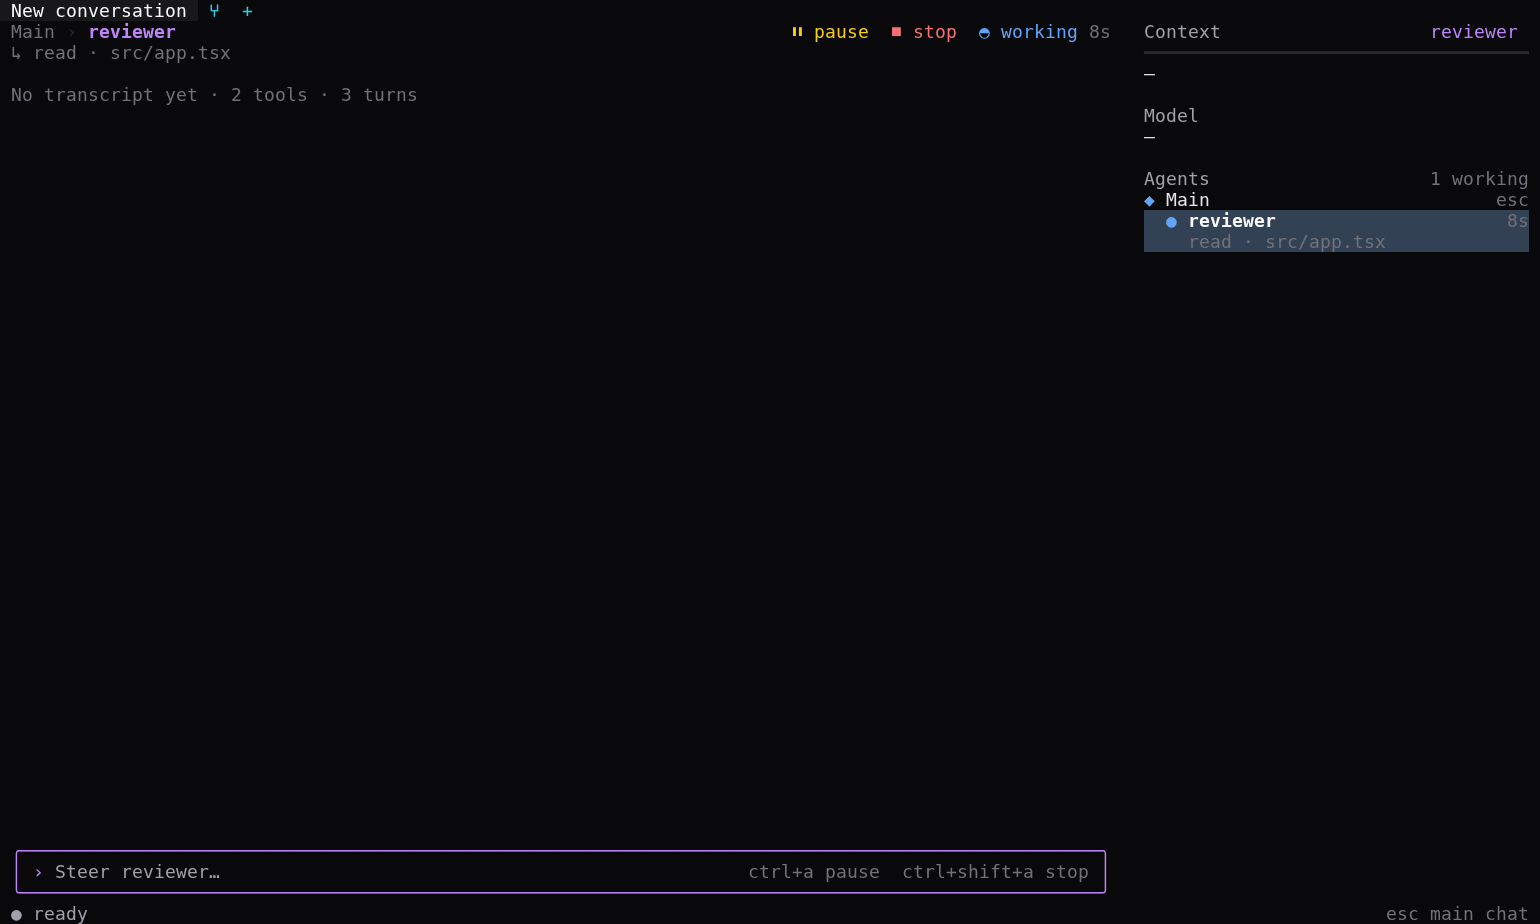 New conversation ⑂ +
Main › reviewer ⏸ pause ■ stop ◓ working 8s
↳ read · src/app.tsx
No transcript yet · 2 tools · 3 turns
› Steer reviewer… ctrl+a pause ctrl+shift+a stop
● ready esc main chat
Context reviewer
—
Model
—
Agents 1 working
◆ Main esc
● reviewer 8s
read · src/app.tsx